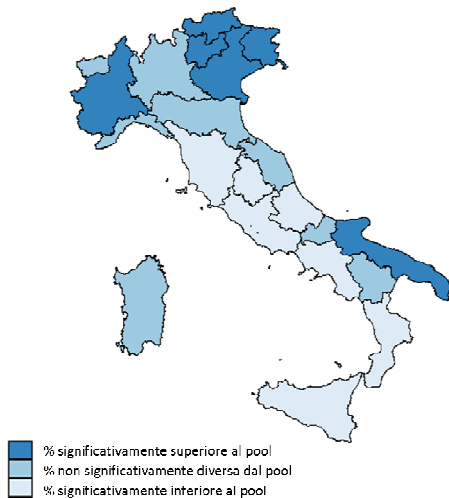 % significativamente superiore al pool
% non significativamente diversa dal pool
% significativamente inferiore al pool